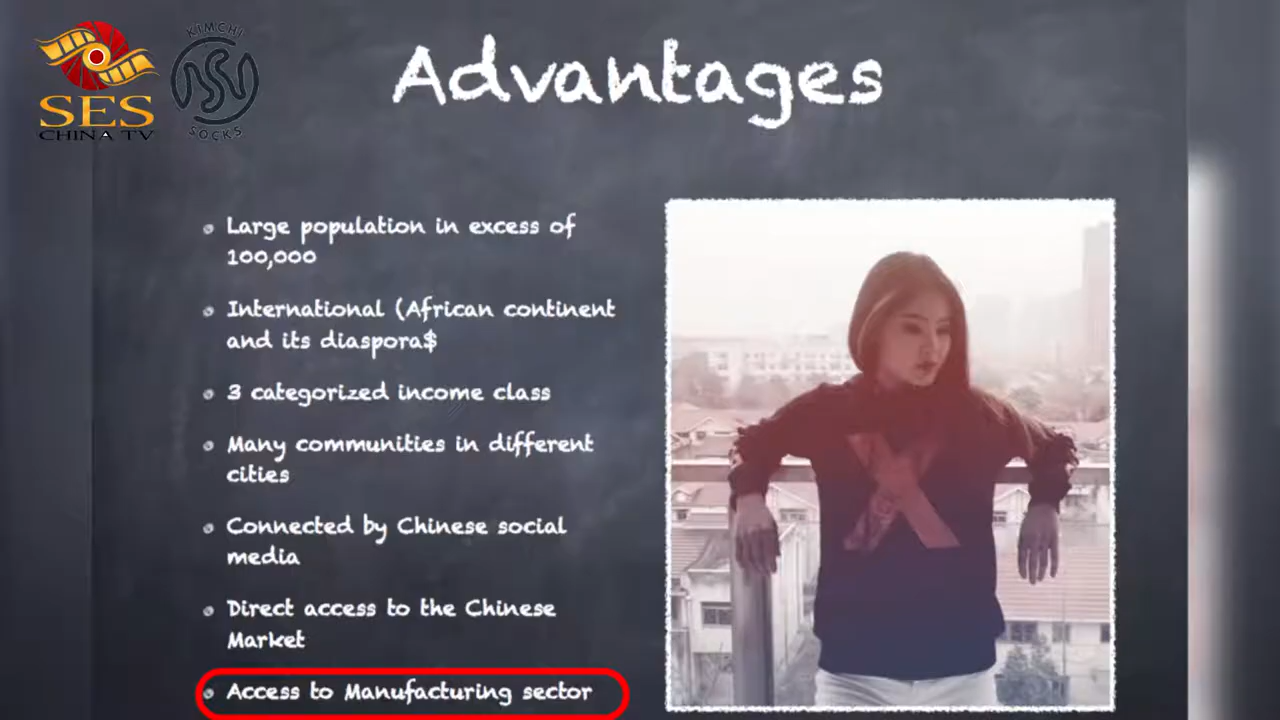 SES
CHINA TV
KIMCHI
SOCKS
Advantages
Large population in excess of
100,000
International (African continent
and its diaspora$
3 categorized income class
Many communities in different
cities
Connected by Chinese social
media
Direct access to the Chinese
Market
Access to Manufacturing sector